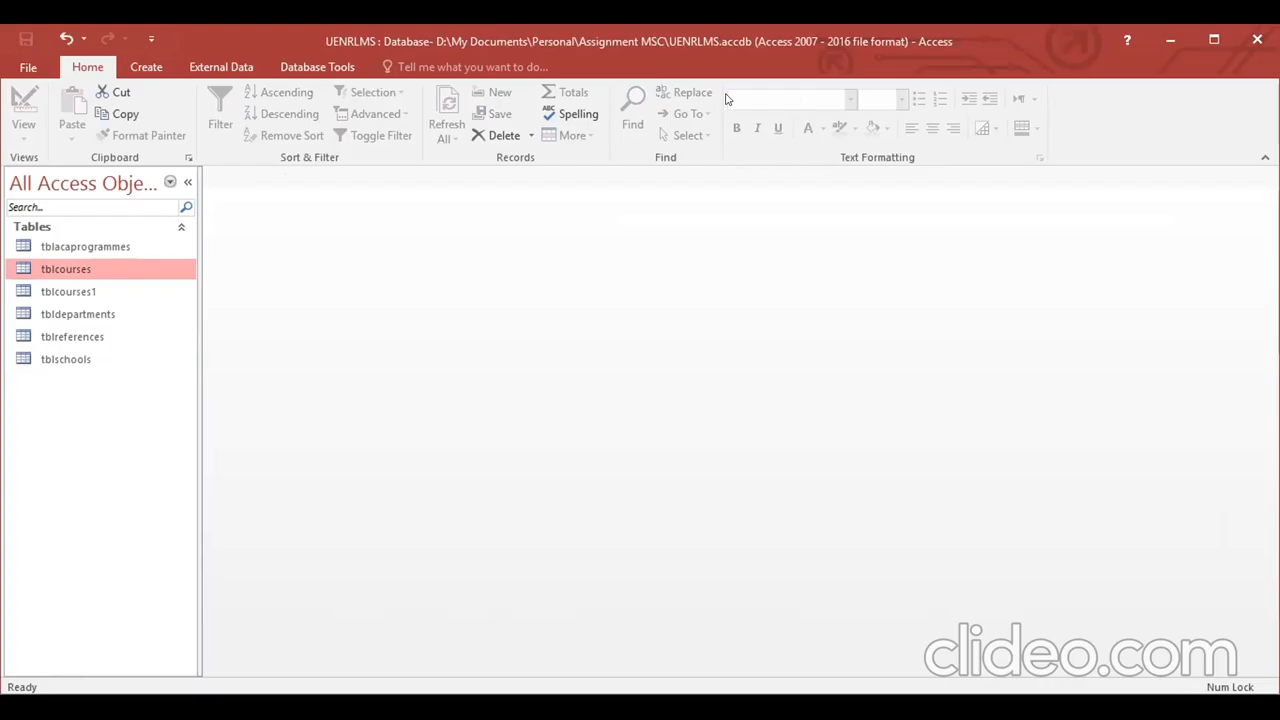 UENRLMS : Database- D:\My Documents\Personal\Assignment MSC\UENRLMS.accdb (Access 2007 - 2016 file format) - Access
?
File Home Create External Data Database Tools Tell me what you want to do...
View
Views
Paste
Cut
Copy
Format Painter
Clipboard
Filter
Ascending
Descending
Remove Sort
Selection
Advanced
Toggle Filter
Sort & Filter
Refresh
All
New
Save
Delete
Totals
Spelling
More
Records
Find
Replace
Go To
Select
Find
B I U A
Text Formatting
All Access Obje...
Search...
Tables
tblacaprogrammes
tblcourses
tblcourses1
tbldepartments
tblreferences
tblschools
clideo.com
Ready
Num Lock